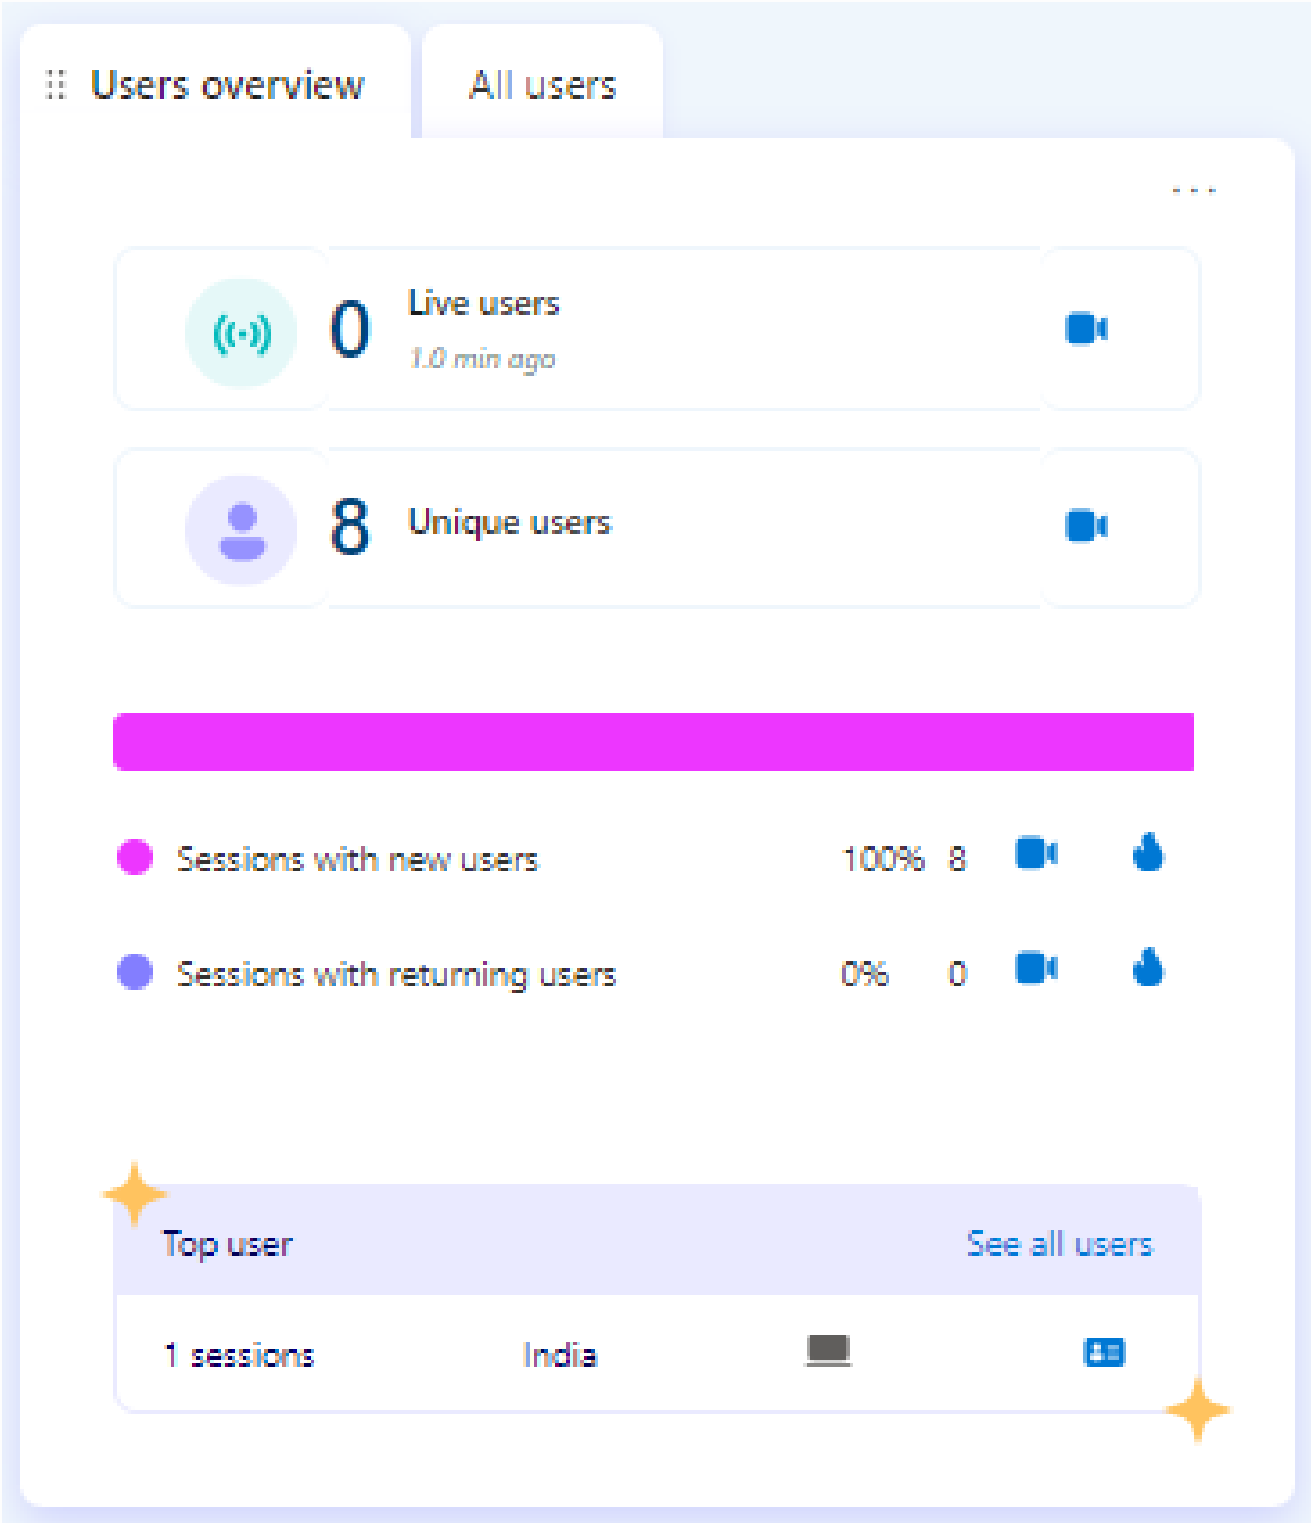 Users overview
All users
...
0 Live users
1.0 min ago
8 Unique users
Sessions with new users 100% 8
Sessions with returning users 0% 0
Top user See all users
1 sessions India